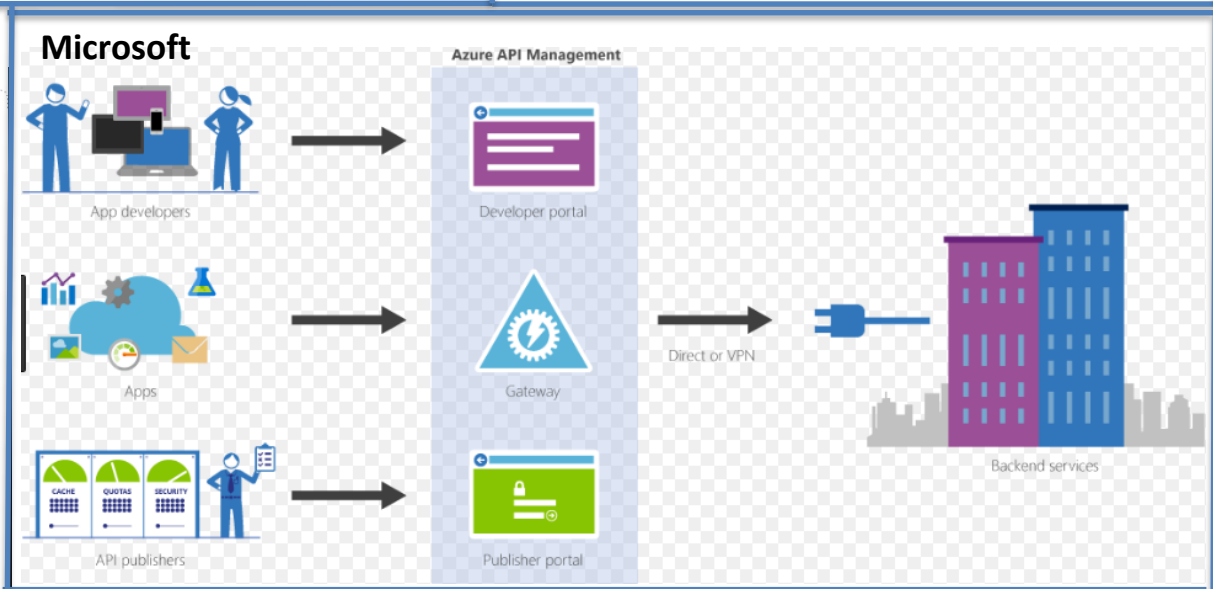 Microsoft
Azure API Management
App developers
Developer portal
Apps
Gateway
Direct or VPN
Backend services
CACHE
QUOTAS
SECURITY
API publishers
Publisher portal